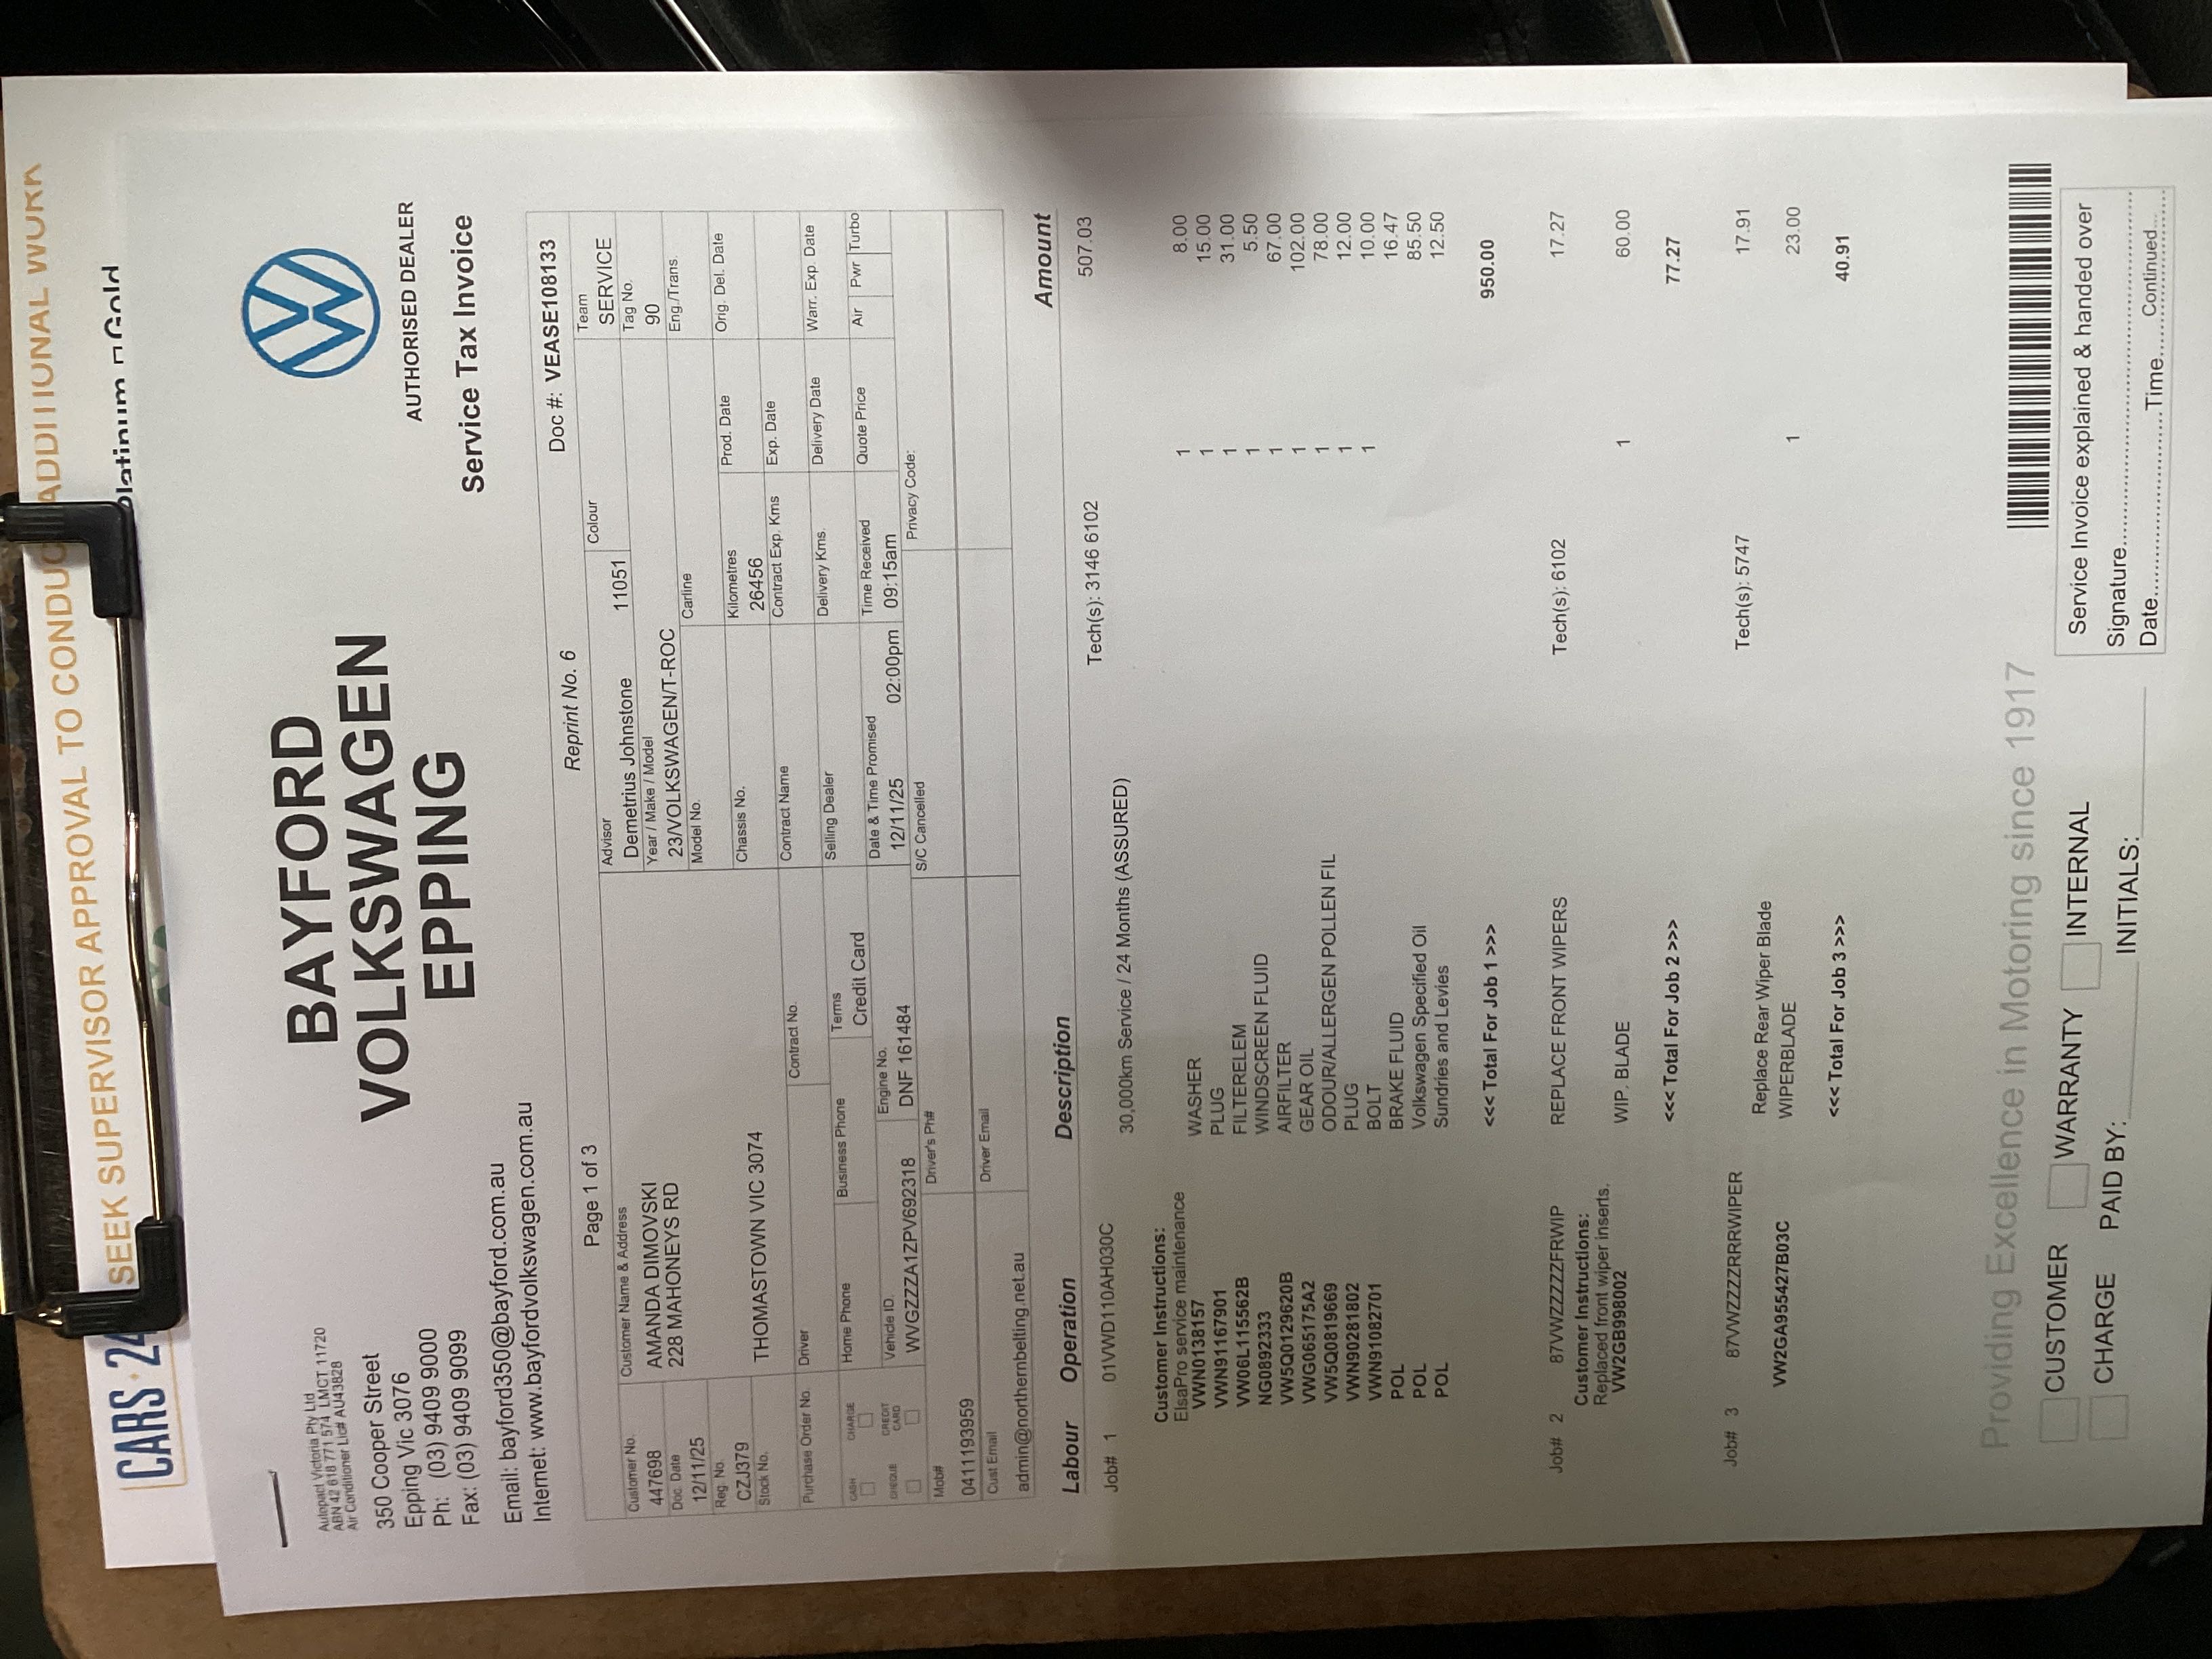 CARS 24
SEEK SUPERVISOR APPROVAL TO CONDUC ADDITIONAL WORK
Platinum Gold
Autopact Victoria Pty Ltd
ABN 42 618 771 574 LMCT 11720
Air Conditioner Lic# AU43828
350 Cooper Street
Epping Vic 3076
Ph: (03) 9409 9000
Fax: (03) 9409 9099
Email: bayford350@bayford.com.au
Internet: www.bayfordvolkswagen.com.au
BAYFORD
VOLKSWAGEN
EPPING
AUTHORISED DEALER
Service Tax Invoice
Page 1 of 3 Reprint No. 6 Doc #: VEASE108133
Customer No. Customer Name & Address Advisor Colour Team
447698 AMANDA DIMOVSKI Demetrius Johnstone 11051 SERVICE
Doc. Date 228 MAHONEYS RD Year / Make / Model Tag No.
12/11/25 23/VOLKSWAGEN/T-ROC 90
Reg. No. Model No. Carline Eng./Trans.
CZJ379
Stock No. THOMASTOWN VIC 3074 Chassis No. Kilometres Prod. Date Orig. Del. Date
26456
Purchase Order No. Driver Contract No. Contract Name Contract Exp. Kms Exp. Date
CASH CHARGE Home Phone Business Phone Terms Selling Dealer Delivery Kms. Delivery Date Warr. Exp. Date
Credit Card
CHEQUE CREDIT CARD Vehicle ID. Engine No. Date & Time Promised Time Received Quote Price Air Pwr Turbo
WVGZZZA1ZPV692318 DNF 161484 12/11/25 02:00pm 09:15am
Mob# Driver's Ph# S/C Cancelled Privacy Code:
0411193959
Cust Email Driver Email
admin@northernbelting.net.au
Labour Operation Description Amount
Job# 1 01VWD110AH030C 30,000km Service / 24 Months (ASSURED) Tech(s): 3146 6102 507.03
Customer Instructions:
ElsaPro service maintenance
VWN0138157 WASHER 1 8.00
VWN91167901 PLUG 1 15.00
VW06L115562B FILTERELEM 1 31.00
NG0892333 WINDSCREEN FLUID 1 5.50
VW5Q0129620B AIRFILTER 1 67.00
VWG065175A2 GEAR OIL 1 102.00
VW5Q0819669 ODOUR/ALLERGEN POLLEN FIL 1 78.00
VWN90281802 PLUG 1 12.00
VWN91082701 BOLT 1 10.00
POL BRAKE FLUID 16.47
POL Volkswagen Specified Oil 85.50
POL Sundries and Levies 12.50
<<< Total For Job 1 >>> 950.00
Job# 2 87VWZZZZZFRWIP REPLACE FRONT WIPERS Tech(s): 6102 17.27
Customer Instructions:
Replaced front wiper inserts.
VW2GB998002 WIP. BLADE 1 60.00
<<< Total For Job 2 >>> 77.27
Job# 3 87VWZZZZRRRWIPER Replace Rear Wiper Blade Tech(s): 5747 17.91
VW2GA955427B03C WIPERBLADE 1 23.00
<<< Total For Job 3 >>> 40.91
Providing Excellence in Motoring since 1917
CUSTOMER WARRANTY INTERNAL
CHARGE PAID BY: INITIALS:
Service Invoice explained & handed over
Signature
Date Time Continued